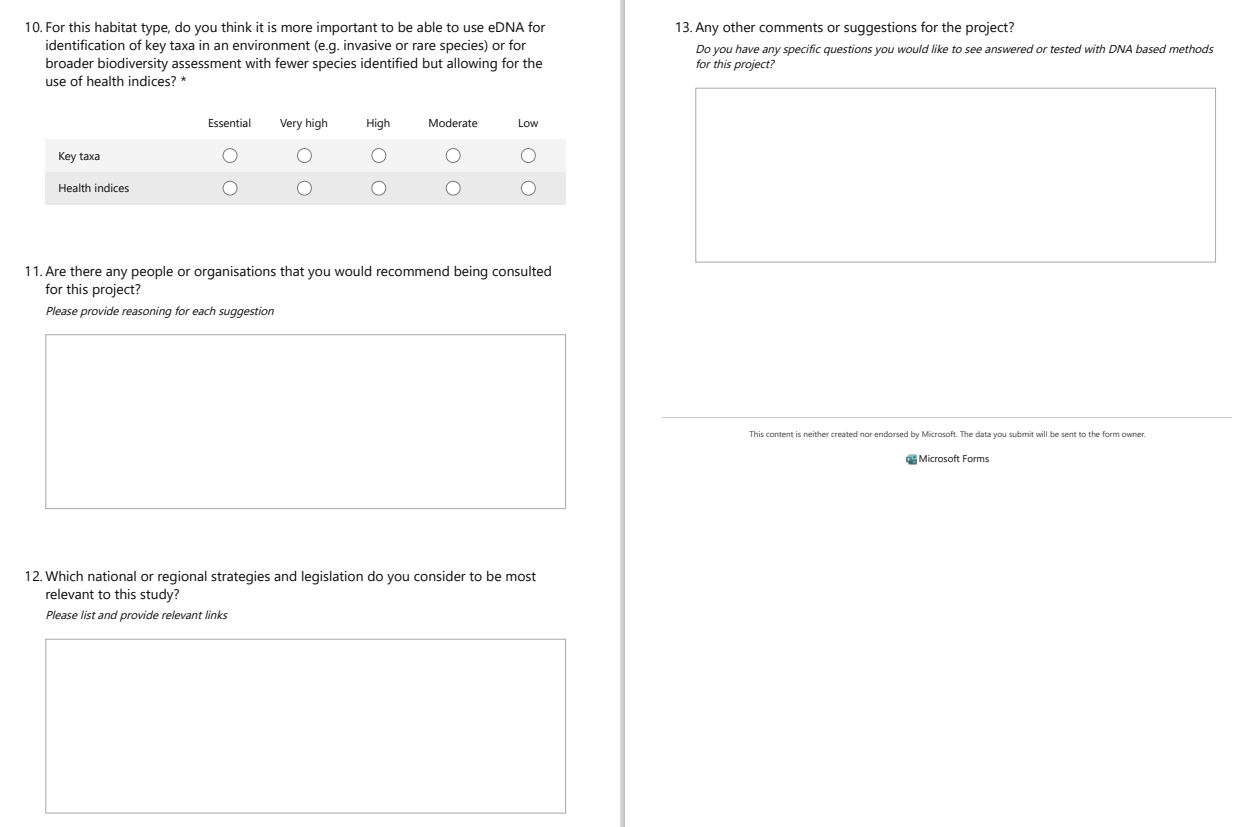 10. For this habitat type, do you think it is more important to be able to use eDNA for
identification of key taxa in an environment (e.g. invasive or rare species) or for
broader biodiversity assessment with fewer species identified but allowing for the
use of health indices? *
Essential Very high High Moderate Low
Key taxa
Health indices
11. Are there any people or organisations that you would recommend being consulted
for this project?
Please provide reasoning for each suggestion
12. Which national or regional strategies and legislation do you consider to be most
relevant to this study?
Please list and provide relevant links
13. Any other comments or suggestions for the project?
Do you have any specific questions you would like to see answered or tested with DNA based methods
for this project?
This content is neither created nor endorsed by Microsoft. The data you submit will be sent to the form owner.
Microsoft Forms